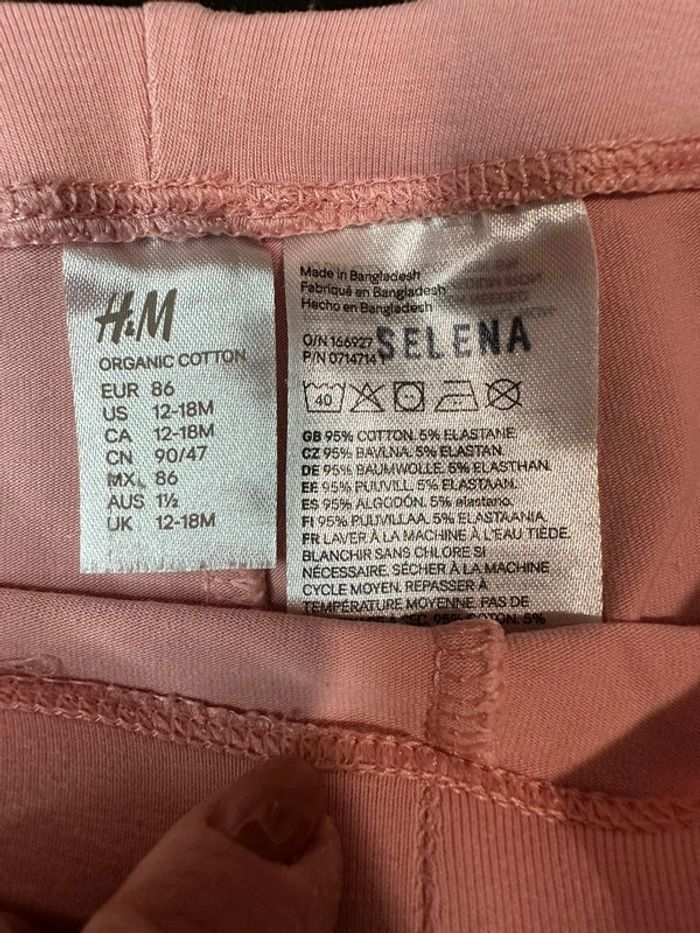 H&M
ORGANIC COTTON
EUR 86
US 12-18M
CA 12-18M
CN 90/47
MX 86
AUS 1½
UK 12-18M
Made in Bangladesh
Fabriqué en Bangladesh
Hecho en Bangladesh
O/N 166927
P/N 0714714
SELENA
40
GB 95% COTTON. 5% ELASTANE.
CZ 95% BAVLNA. 5% ELASTAN.
DE 95% BAUMWOLLE. 5% ELASTHAN.
EE 95% PUUVILL. 5% ELASTAAN.
ES 95% ALGODÓN. 5% elastano.
FI 95% PUUVILLAA. 5% ELASTAANIA.
FR LAVER À LA MACHINE À L'EAU TIÈDE.
BLANCHIR SANS CHLORE SI
NÉCESSAIRE. SÉCHER À LA MACHINE
CYCLE MOYEN. REPASSER À
TEMPÉRATURE MOYENNE. PAS DE
A SEC. 95% COTON. 5%